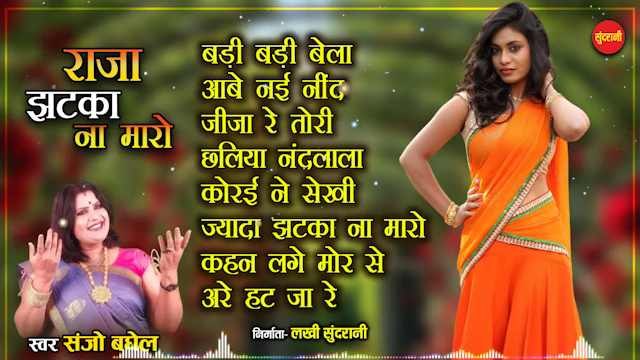 राजा
झटका
ना मारो
बड़ी बड़ी बेला
आबे नई नींद
जीजा रे तोरी
छलिया नंदलाला
कोरई ने सेखी
ज्यादा झटका ना मारो
कहन लगे मोर से
अरे हट जा रे
स्वर संजो बघेल
निर्माता- लखी सुंदरानी
सुंदरानी